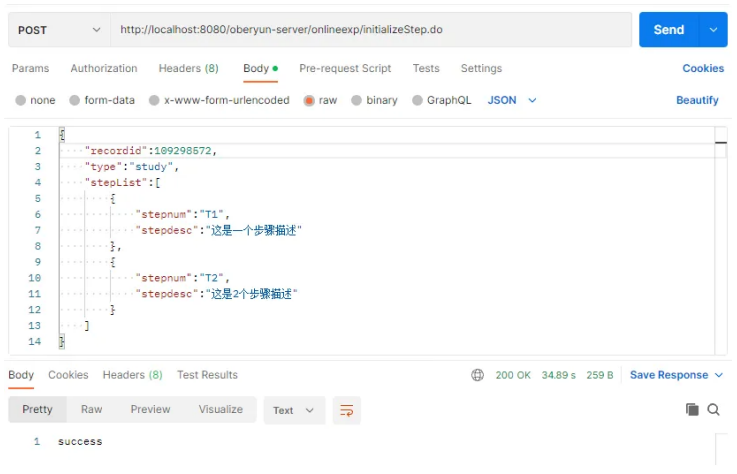 POST http://localhost:8080/oberyun-server/onlineexp/initializeStep.do Send
Params Authorization Headers (8) Body Pre-request Script Tests Settings Cookies
none form-data x-www-form-urlencoded raw binary GraphQL JSON Beautify
1 {
2 "recordid":109298572,
3 "type":"study",
4 "stepList":[
5 {
6 "stepnum":"T1",
7 "stepdesc":"这是一个步骤描述"
8 },
9 {
10 "stepnum":"T2",
11 "stepdesc":"这是2个步骤描述"
12 }
13 ]
14 }
Body Cookies Headers (8) Test Results 200 OK 34.89 s 259 B Save Response
Pretty Raw Preview Visualize Text
1 success